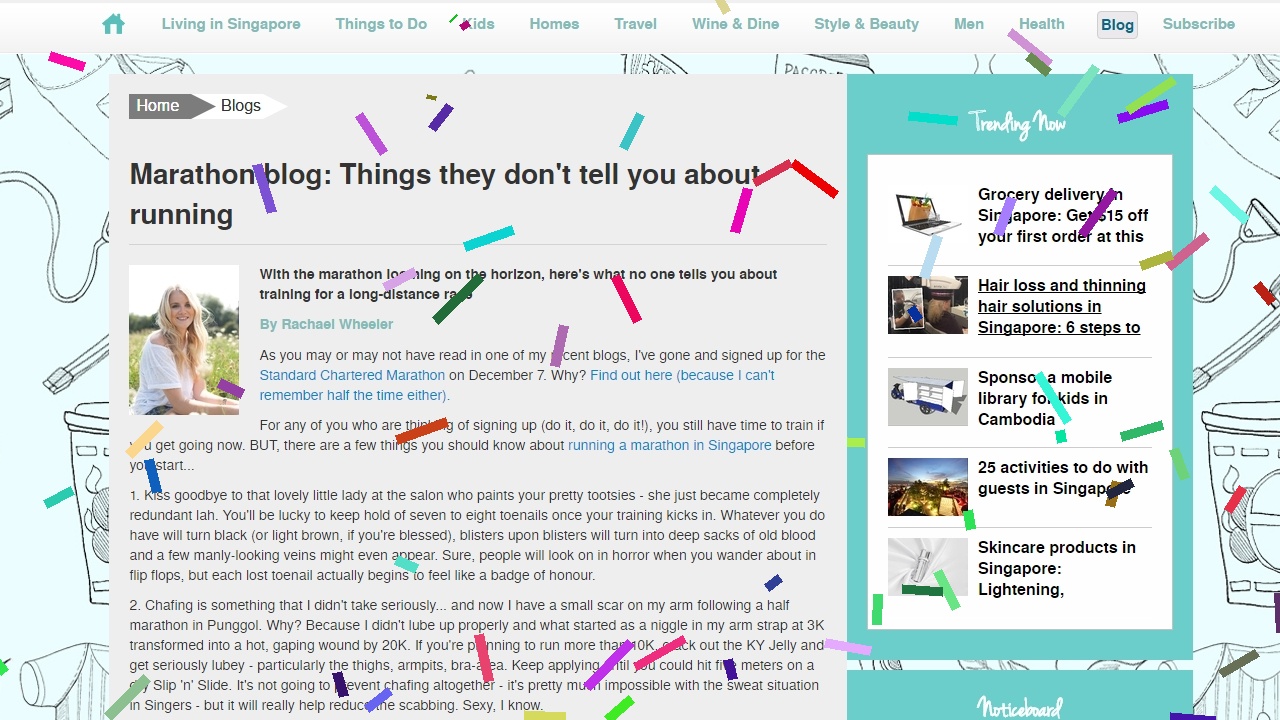 Living in Singapore Things to Do Kids Homes Travel Wine & Dine Style & Beauty Men Health Blog Subscribe
Home Blogs
Marathon blog: Things they don't tell you about
running
With the marathon looming on the horizon, here's what no one tells you about
training for a long-distance race
By Rachael Wheeler
As you may or may not have read in one of my recent blogs, I've gone and signed up for the
Standard Chartered Marathon on December 7. Why? Find out here (because I can't
remember half the time either).
For any of you who are thinking of signing up (do it, do it, do it!), you still have time to train if
you get going now. BUT, there are a few things you should know about running a marathon in Singapore before
you start...
1. Kiss goodbye to that lovely little lady at the salon who paints your pretty tootsies - she just became completely
redundant. You'll be lucky to keep hold of seven to eight toenails once your training kicks in. Whatever you do
have will turn black (or light brown, if you're blessed), blisters upon blisters will turn into deep sacks of old blood
and a few manly-looking veins might even appear. Sure, people will look on in horror when you wander about in
flip flops, but each lost toenail actually begins to feel like a badge of honour.
2. Chafing is something that I didn't take seriously... and now I have a small scar on my arm following a half
marathon in Punggol. Why? Because I didn't lube up properly and what started as a niggle in my arm strap at 3K
transformed into a hot, gaping wound by 20K. If you're planning to run more than 10K, crack out the KY Jelly and
get seriously lubey - particularly the thighs, armpits, bra-area. Keep applying until you could fly 10 meters on a
dry Slip 'n' Slide. It's not going to prevent chafing altogether - it's pretty much impossible with the sweat situation
in Singers - but it will really help reduce the scabbing. Sexy, I know.
Trending Now
Grocery delivery in
Singapore: Get $15 off
your first order at this
Hair loss and thinning
hair solutions in
Singapore: 6 steps to
Sponsor a mobile
library for kids in
Cambodia
25 activities to do with
guests in Singapore
Skincare products in
Singapore:
Lightening,
Noticeboard